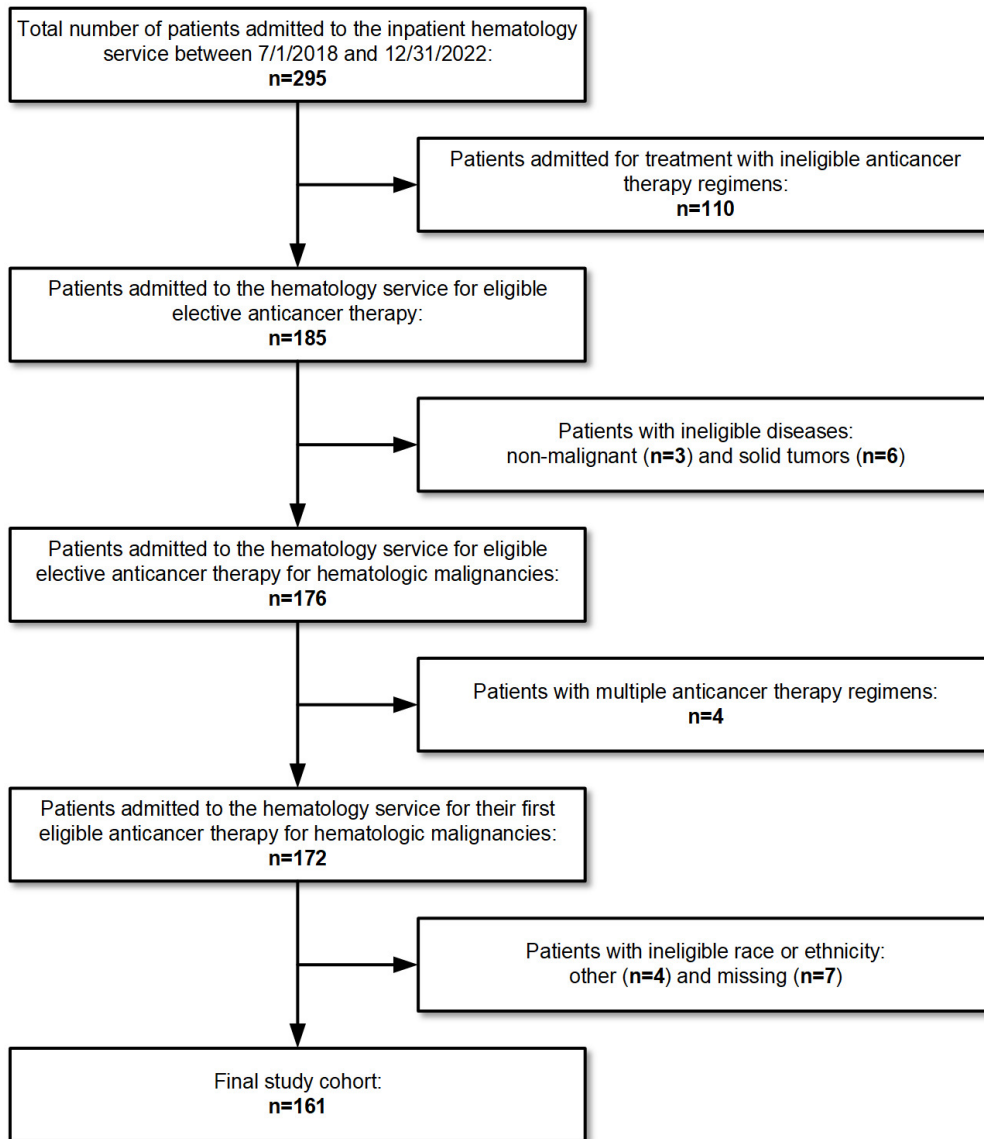 Total number of patients admitted to the inpatient hematology
service between 7/1/2018 and 12/31/2022:
n=295
Patients admitted for treatment with ineligible anticancer
therapy regimens:
n=110
Patients admitted to the hematology service for eligible
elective anticancer therapy:
n=185
Patients with ineligible diseases:
non-malignant (n=3) and solid tumors (n=6)
Patients admitted to the hematology service for eligible
elective anticancer therapy for hematologic malignancies:
n=176
Patients with multiple anticancer therapy regimens:
n=4
Patients admitted to the hematology service for their first
eligible anticancer therapy for hematologic malignancies:
n=172
Patients with ineligible race or ethnicity:
other (n=4) and missing (n=7)
Final study cohort:
n=161